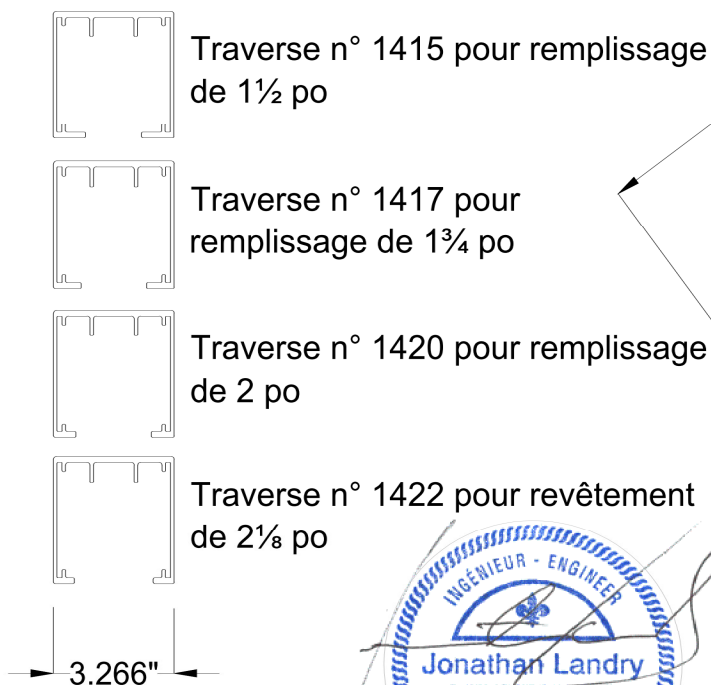 Traverse n° 1415 pour remplissage
de 1½ po
Traverse n° 1417 pour
remplissage de 1¾ po
Traverse n° 1420 pour remplissage
de 2 po
Traverse n° 1422 pour revêtement
de 2⅛ po
INGÉNIEUR - ENGINEER
Jonathan Landry
3.266"